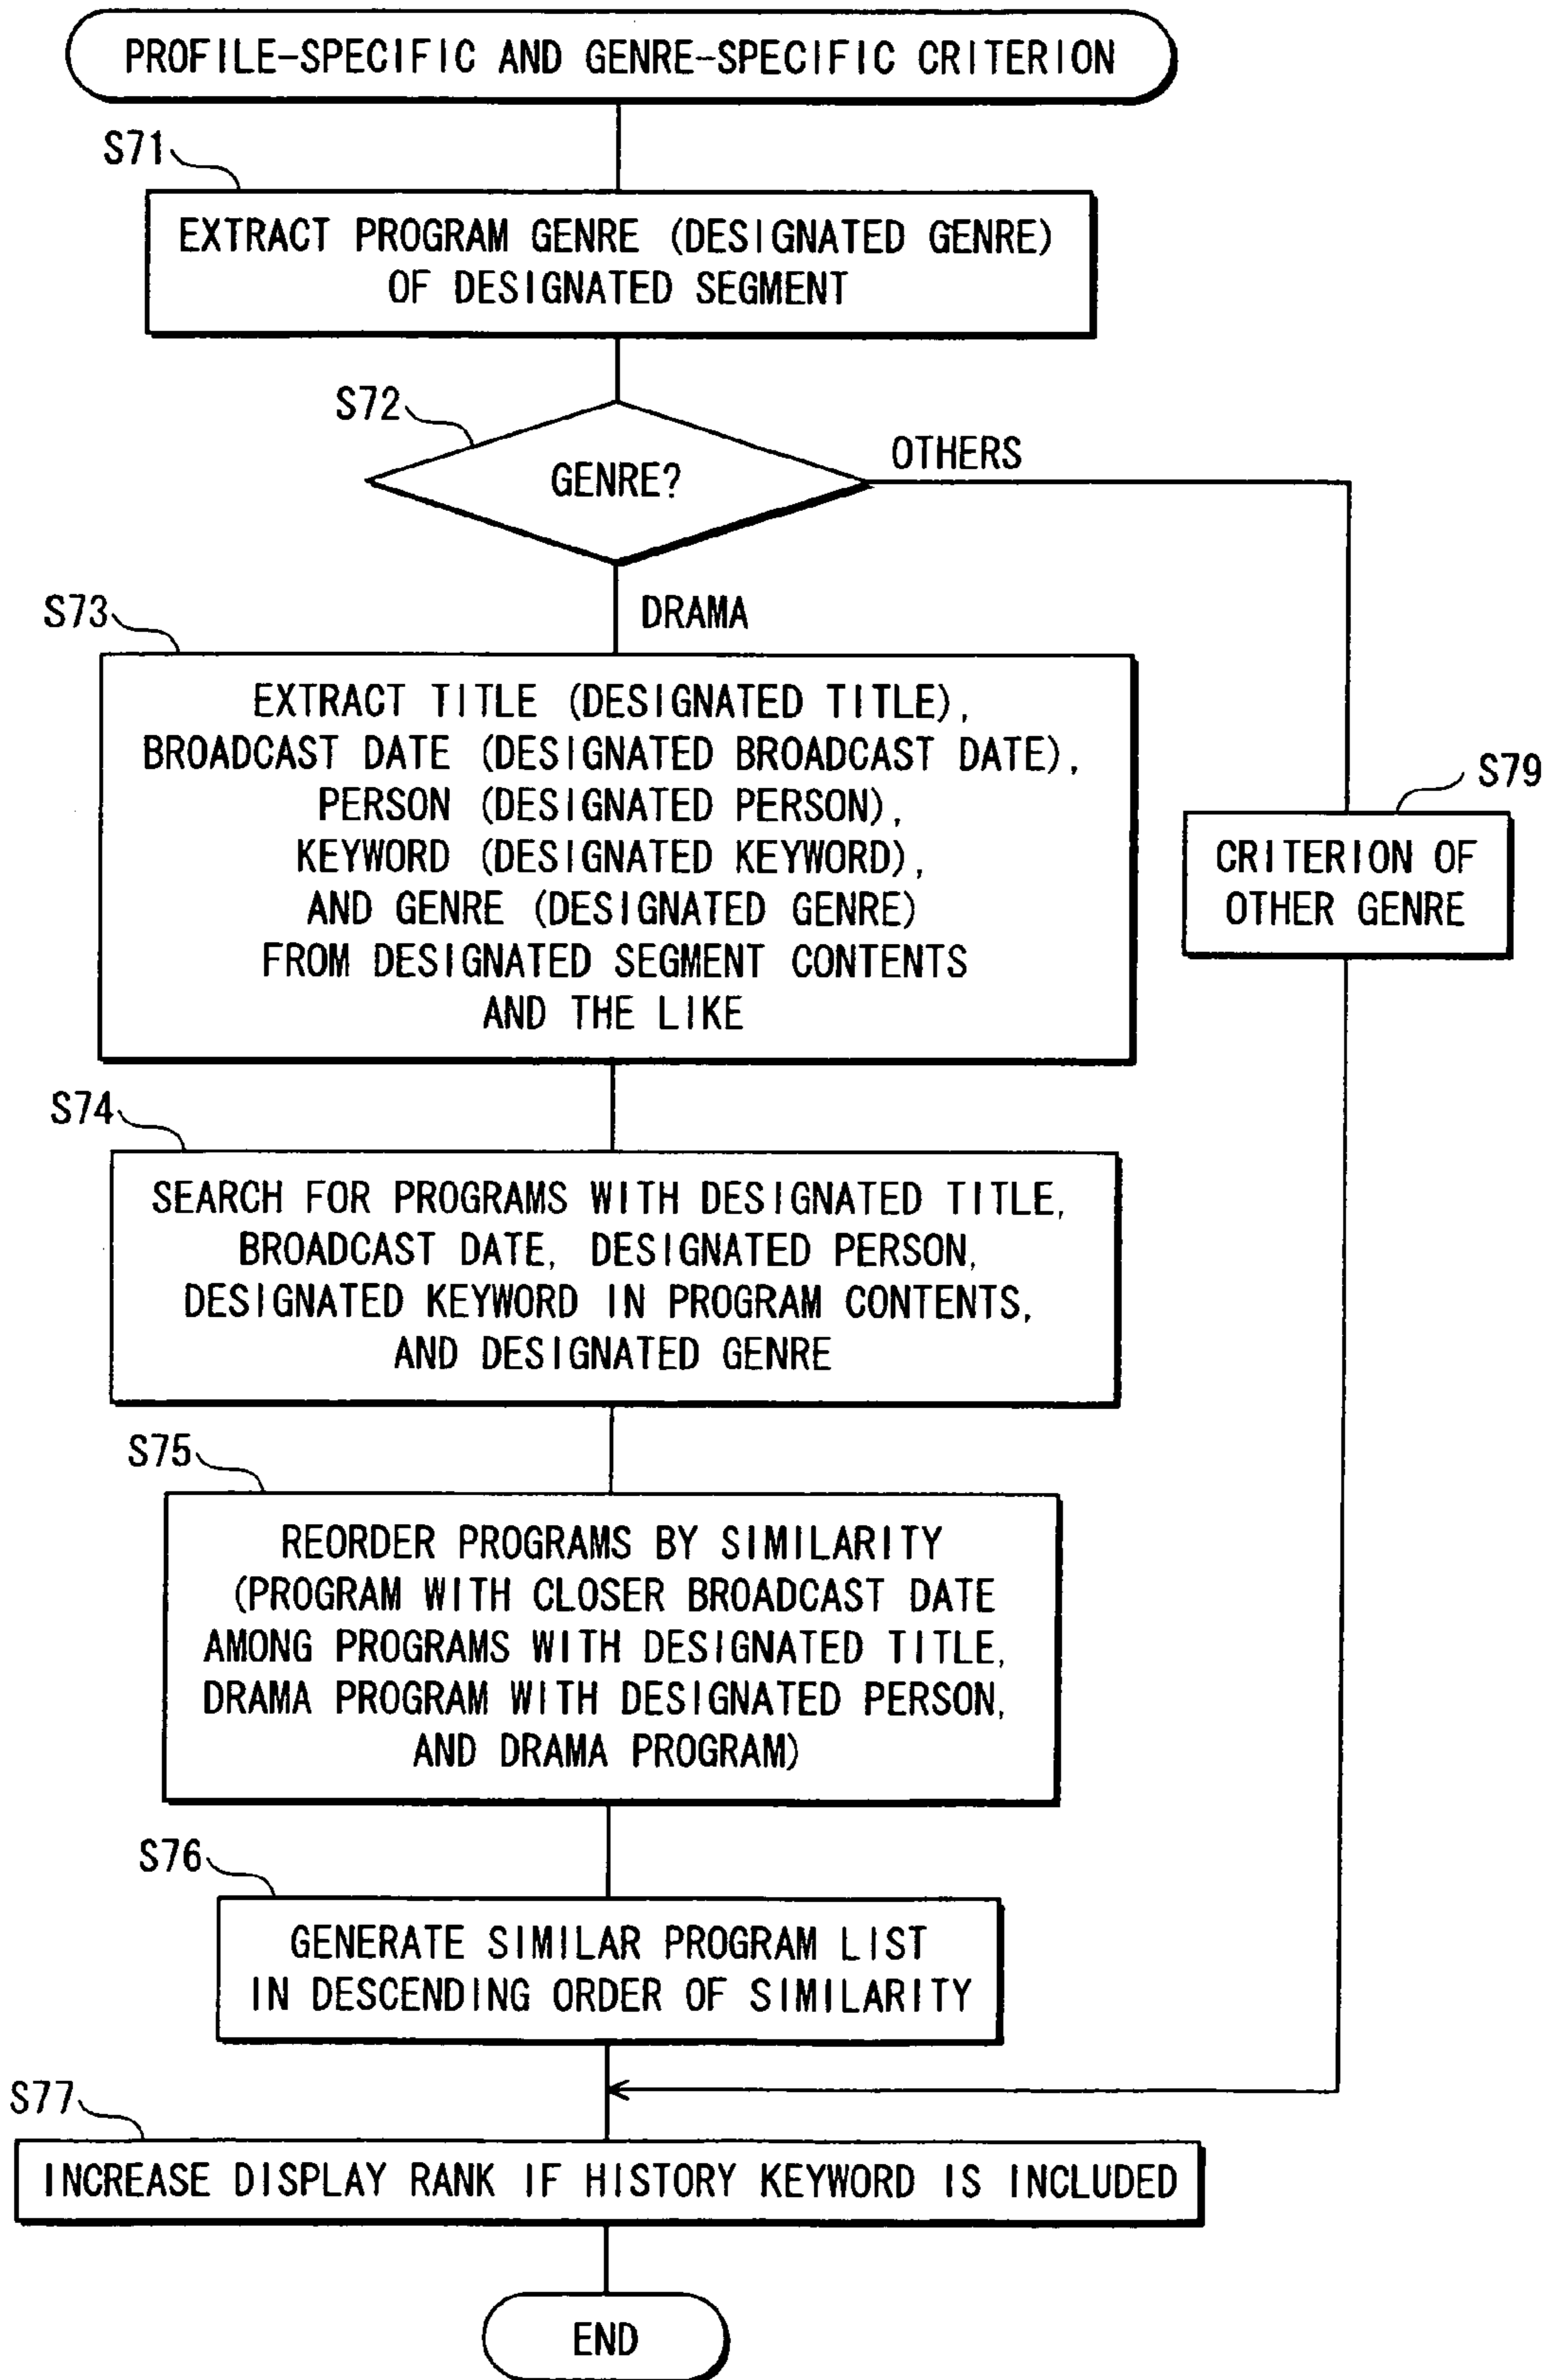 PROFILE-SPECIFIC AND GENRE-SPECIFIC CRITERION
S71
EXTRACT PROGRAM GENRE (DESIGNATED GENRE)
OF DESIGNATED SEGMENT
S72
GENRE?
OTHERS
DRAMA
S73
EXTRACT TITLE (DESIGNATED TITLE),
BROADCAST DATE (DESIGNATED BROADCAST DATE),
PERSON (DESIGNATED PERSON),
KEYWORD (DESIGNATED KEYWORD),
AND GENRE (DESIGNATED GENRE)
FROM DESIGNATED SEGMENT CONTENTS
AND THE LIKE
S79
CRITERION OF
OTHER GENRE
S74
SEARCH FOR PROGRAMS WITH DESIGNATED TITLE,
BROADCAST DATE, DESIGNATED PERSON,
DESIGNATED KEYWORD IN PROGRAM CONTENTS,
AND DESIGNATED GENRE
S75
REORDER PROGRAMS BY SIMILARITY
(PROGRAM WITH CLOSER BROADCAST DATE
AMONG PROGRAMS WITH DESIGNATED TITLE,
DRAMA PROGRAM WITH DESIGNATED PERSON,
AND DRAMA PROGRAM)
S76
GENERATE SIMILAR PROGRAM LIST
IN DESCENDING ORDER OF SIMILARITY
S77
INCREASE DISPLAY RANK IF HISTORY KEYWORD IS INCLUDED
END